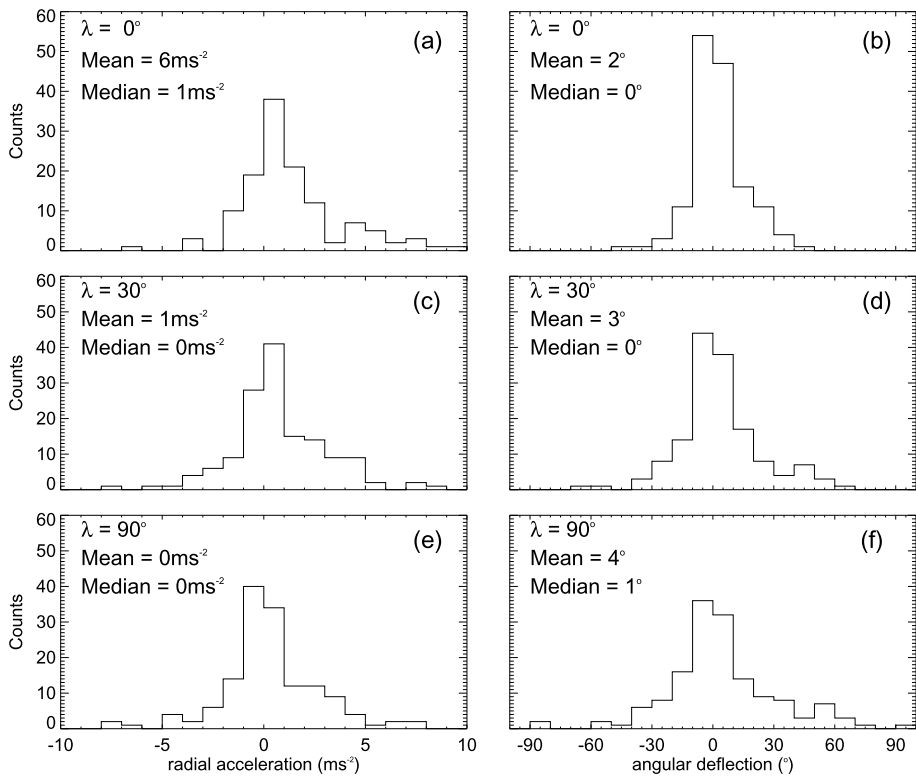 λ = 0° (a)
Mean = 6ms⁻²
Median = 1ms⁻²
60
50
40
30
20
10
0
Counts
λ = 0° (b)
Mean = 2°
Median = 0°
λ = 30° (c)
Mean = 1ms⁻²
Median = 0ms⁻²
60
50
40
30
20
10
0
Counts
λ = 30° (d)
Mean = 3°
Median = 0°
λ = 90° (e)
Mean = 0ms⁻²
Median = 0ms⁻²
60
50
40
30
20
10
0
Counts
-10 -5 0 5 10
radial acceleration (ms⁻²)
λ = 90° (f)
Mean = 4°
Median = 1°
-90 -30 0 30 90
angular deflection (°)